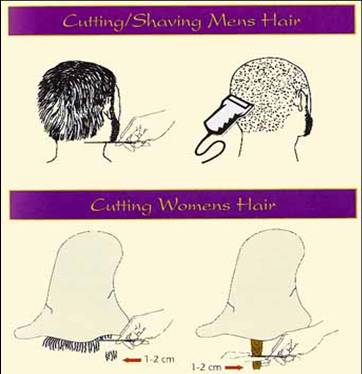 Cutting/Shaving Mens Hair
Cutting Womens Hair
1-2 cm
1-2 cm